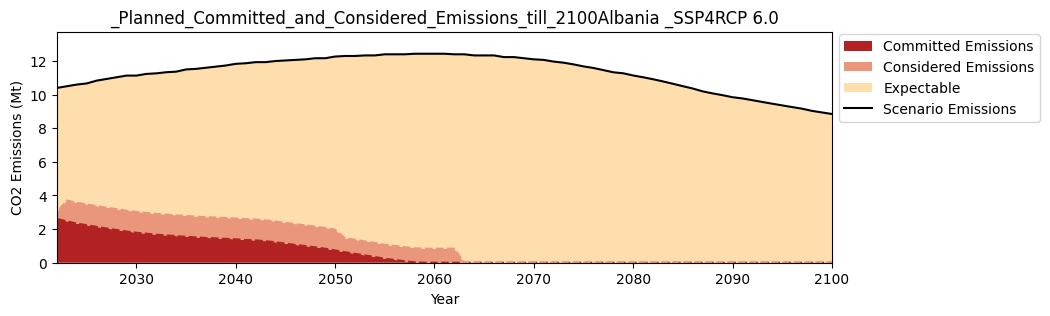 _Planned_Committed_and_Considered_Emissions_till_2100Albania _SSP4RCP 6.0
CO2 Emissions (Mt)
12
10
8
6
4
2
0
2030 2040 2050 2060 2070 2080 2090 2100
Year
Committed Emissions
Considered Emissions
Expectable
Scenario Emissions